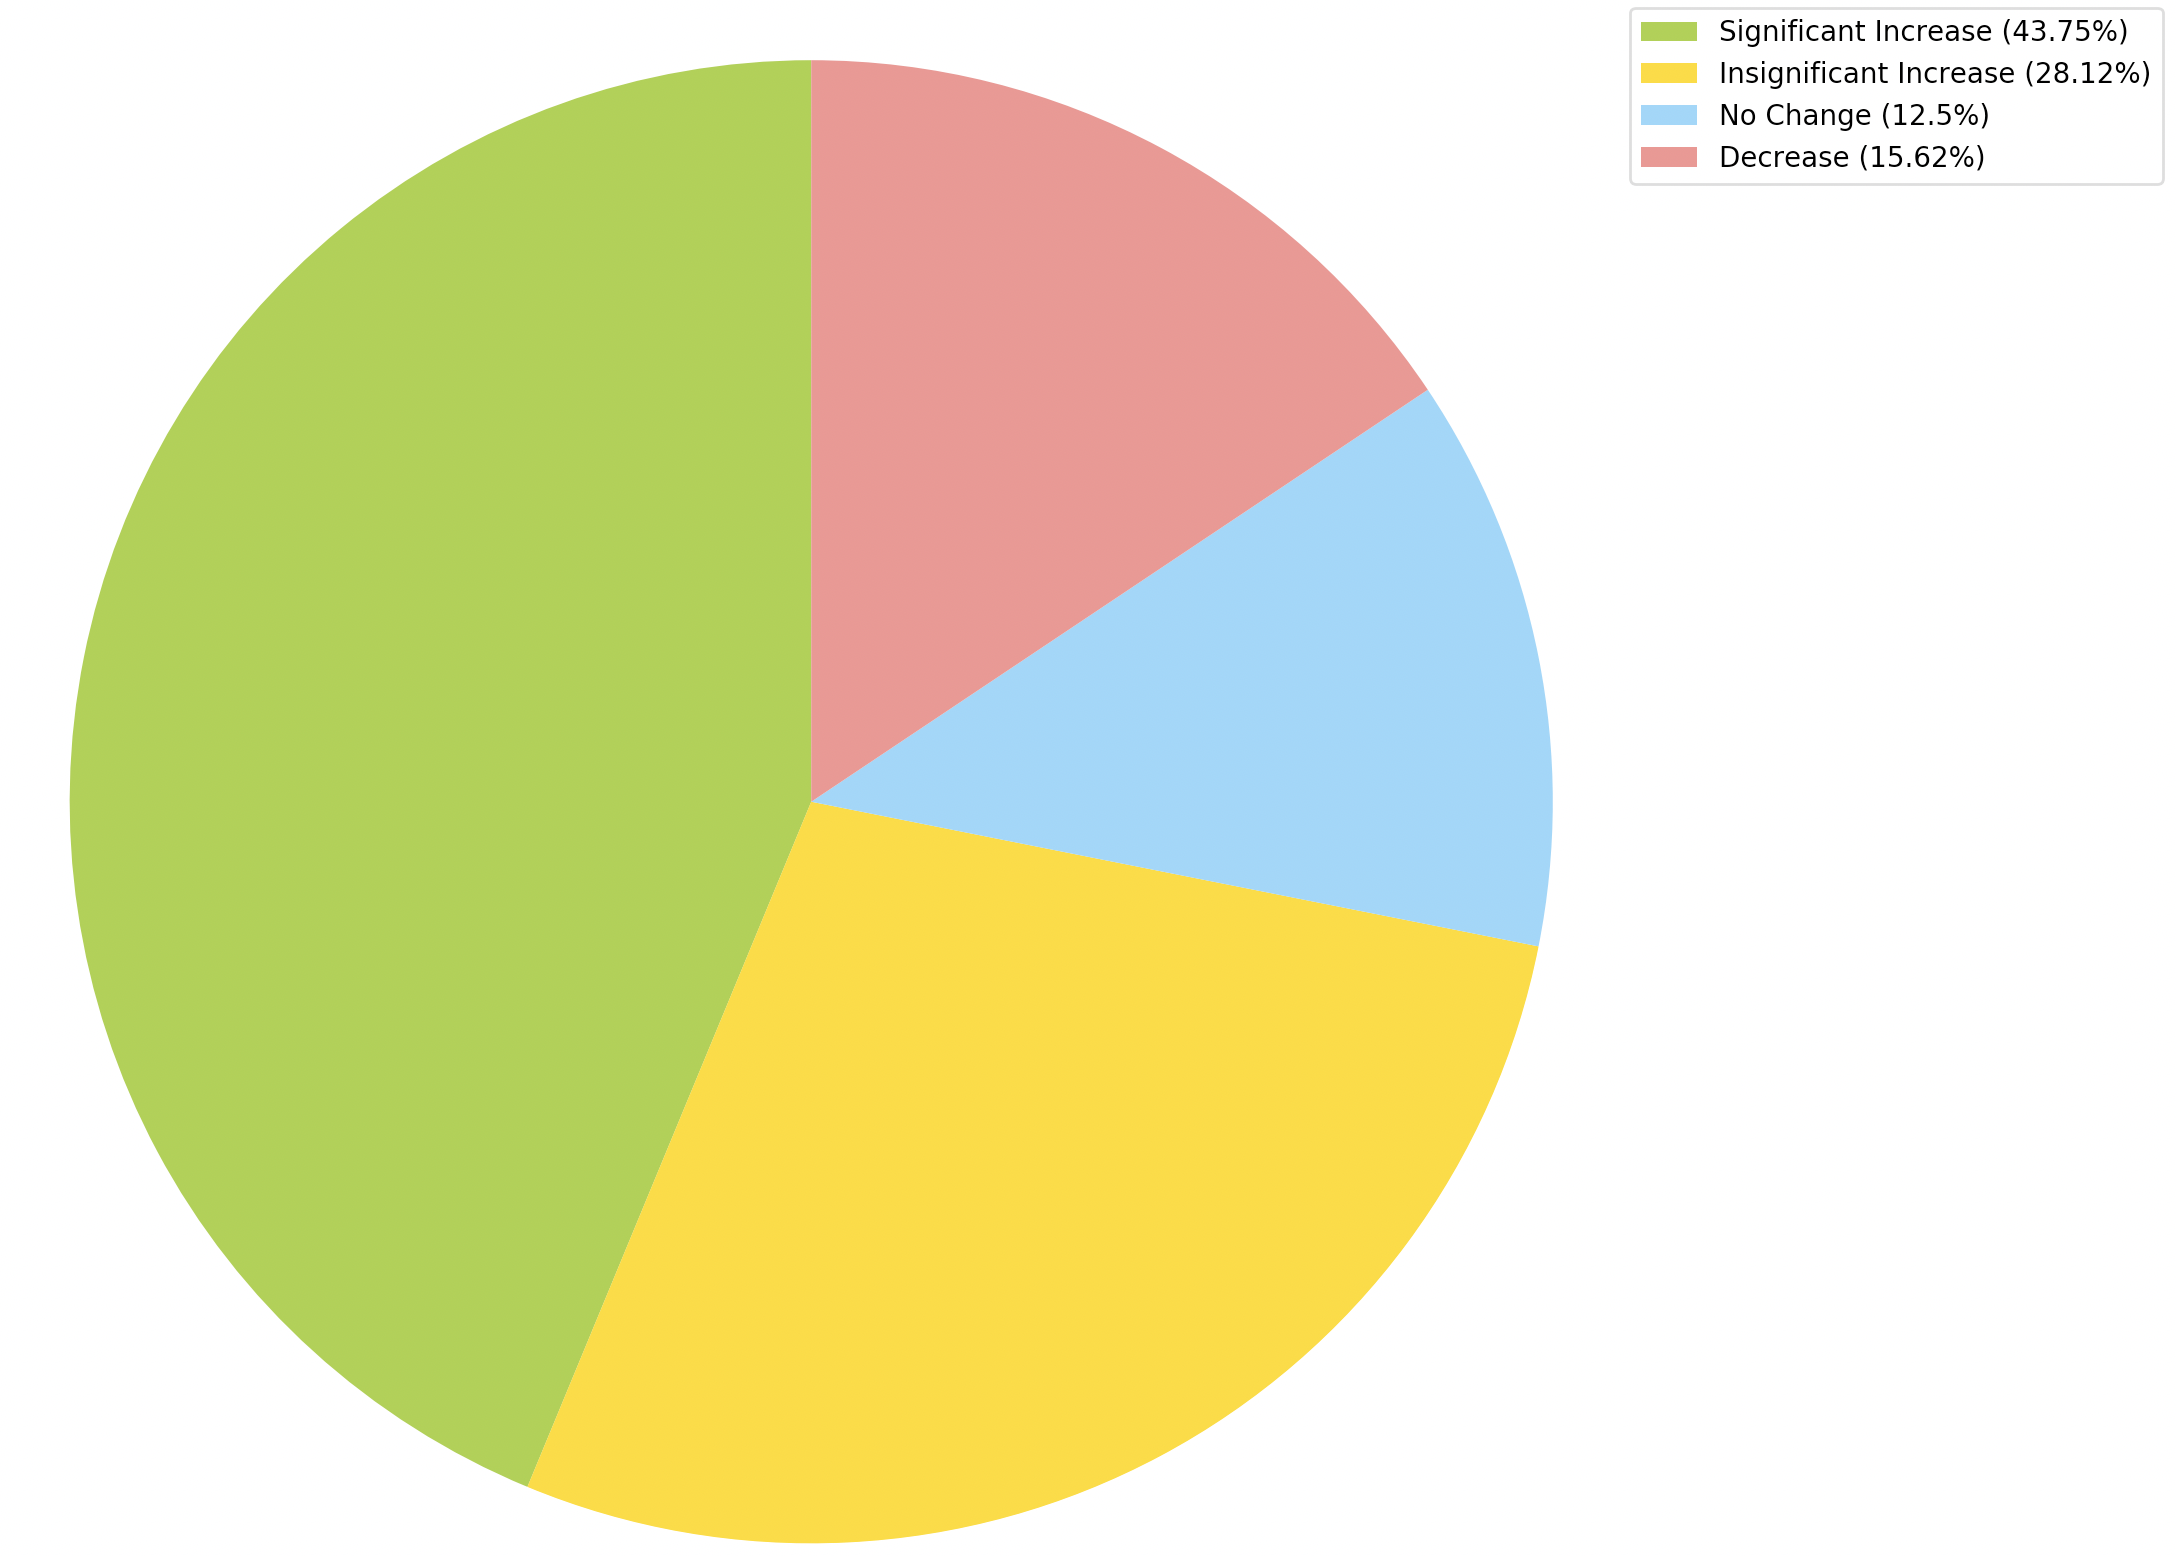 Significant Increase (43.75%)
Insignificant Increase (28.12%)
No Change (12.5%)
Decrease (15.62%)